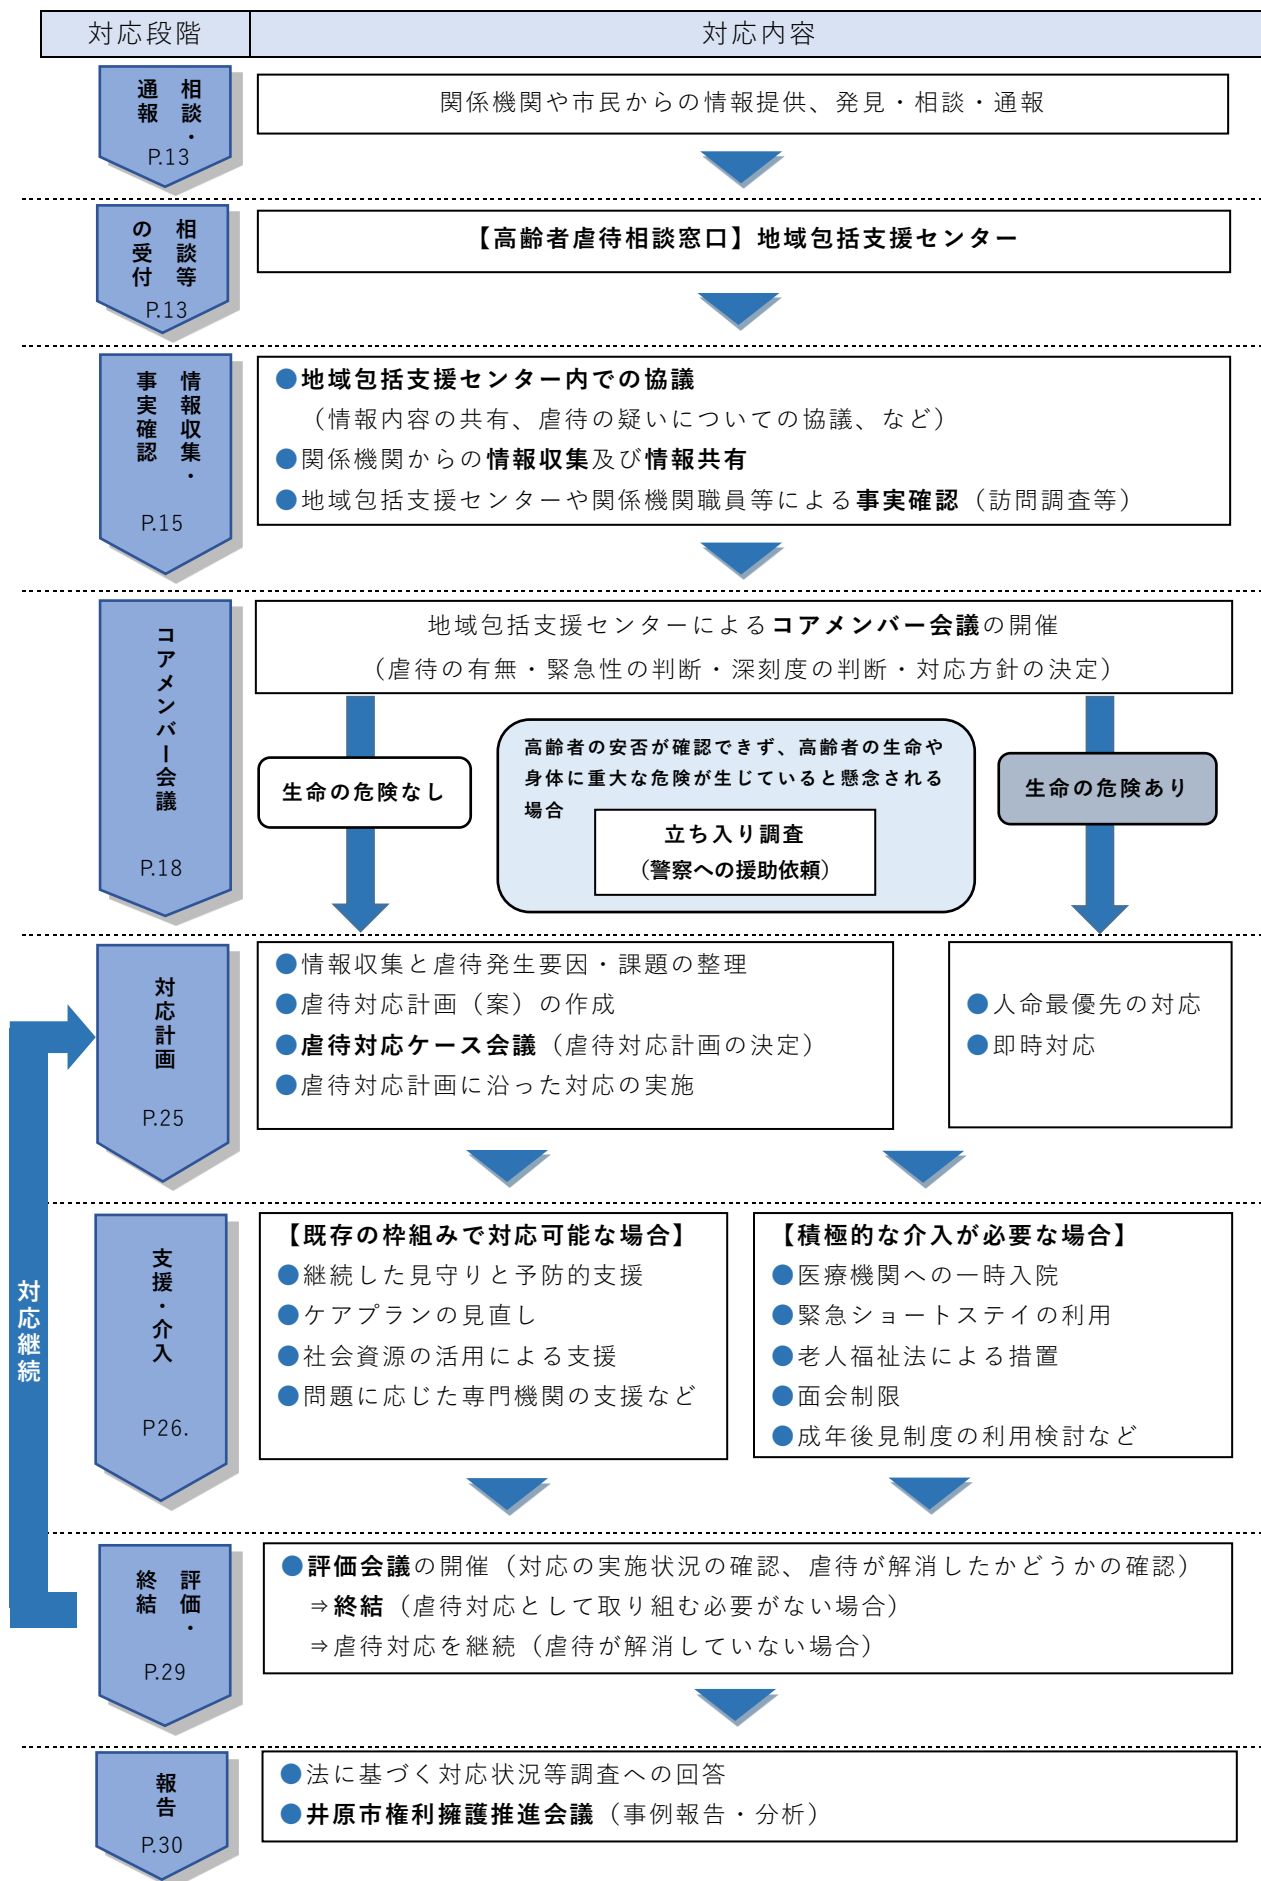 対応段階
対応内容
相談・
通報
P.13
関係機関や市民からの情報提供、発見・相談・通報
相談等
の受付
P.13
【高齢者虐待相談窓口】地域包括支援センター
情報収集・
事実確認
P.15
●地域包括支援センター内での協議
（情報内容の共有、虐待の疑いについての協議、など）
●関係機関からの情報収集及び情報共有
●地域包括支援センターや関係機関職員等による事実確認（訪問調査等）
コアメンバー会議
P.18
地域包括支援センターによるコアメンバー会議の開催
（虐待の有無・緊急性の判断・深刻度の判断・対応方針の決定）
生命の危険なし
高齢者の安否が確認できず、高齢者の生命や
身体に重大な危険が生じていると懸念される
場合
立ち入り調査
（警察への援助依頼）
生命の危険あり
対応計画
P.25
●情報収集と虐待発生要因・課題の整理
●虐待対応計画（案）の作成
●虐待対応ケース会議（虐待対応計画の決定）
●虐待対応計画に沿った対応の実施
●人命最優先の対応
●即時対応
対応継続
支援・介入
P26.
【既存の枠組みで対応可能な場合】
●継続した見守りと予防的支援
●ケアプランの見直し
●社会資源の活用による支援
●問題に応じた専門機関の支援など
【積極的な介入が必要な場合】
●医療機関への一時入院
●緊急ショートステイの利用
●老人福祉法による措置
●面会制限
●成年後見制度の利用検討など
評価・
終結
P.29
●評価会議の開催（対応の実施状況の確認、虐待が解消したかどうかの確認）
⇒終結（虐待対応として取り組む必要がない場合）
⇒虐待対応を継続（虐待が解消していない場合）
報告
P.30
●法に基づく対応状況等調査への回答
●井原市権利擁護推進会議（事例報告・分析）